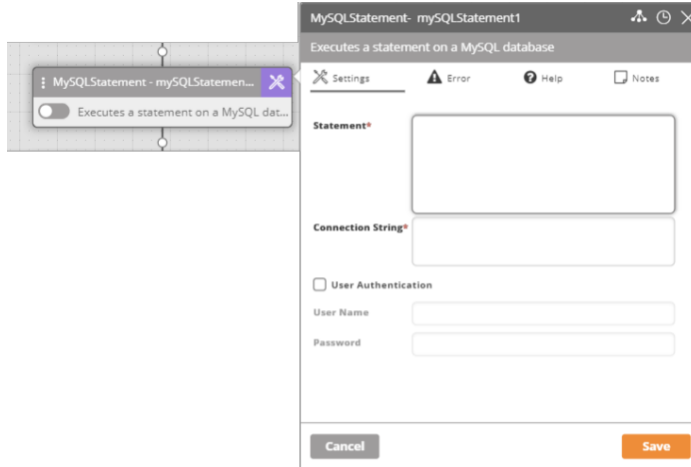 MySQLStatement- mySQLStatement1
Executes a statement on a MySQL database
MySQLStatement - mySQLStatemen...
Executes a statement on a MySQL dat...
Settings
Error
Help
Notes
Statement*
Connection String*
User Authentication
User Name
Password
Cancel
Save